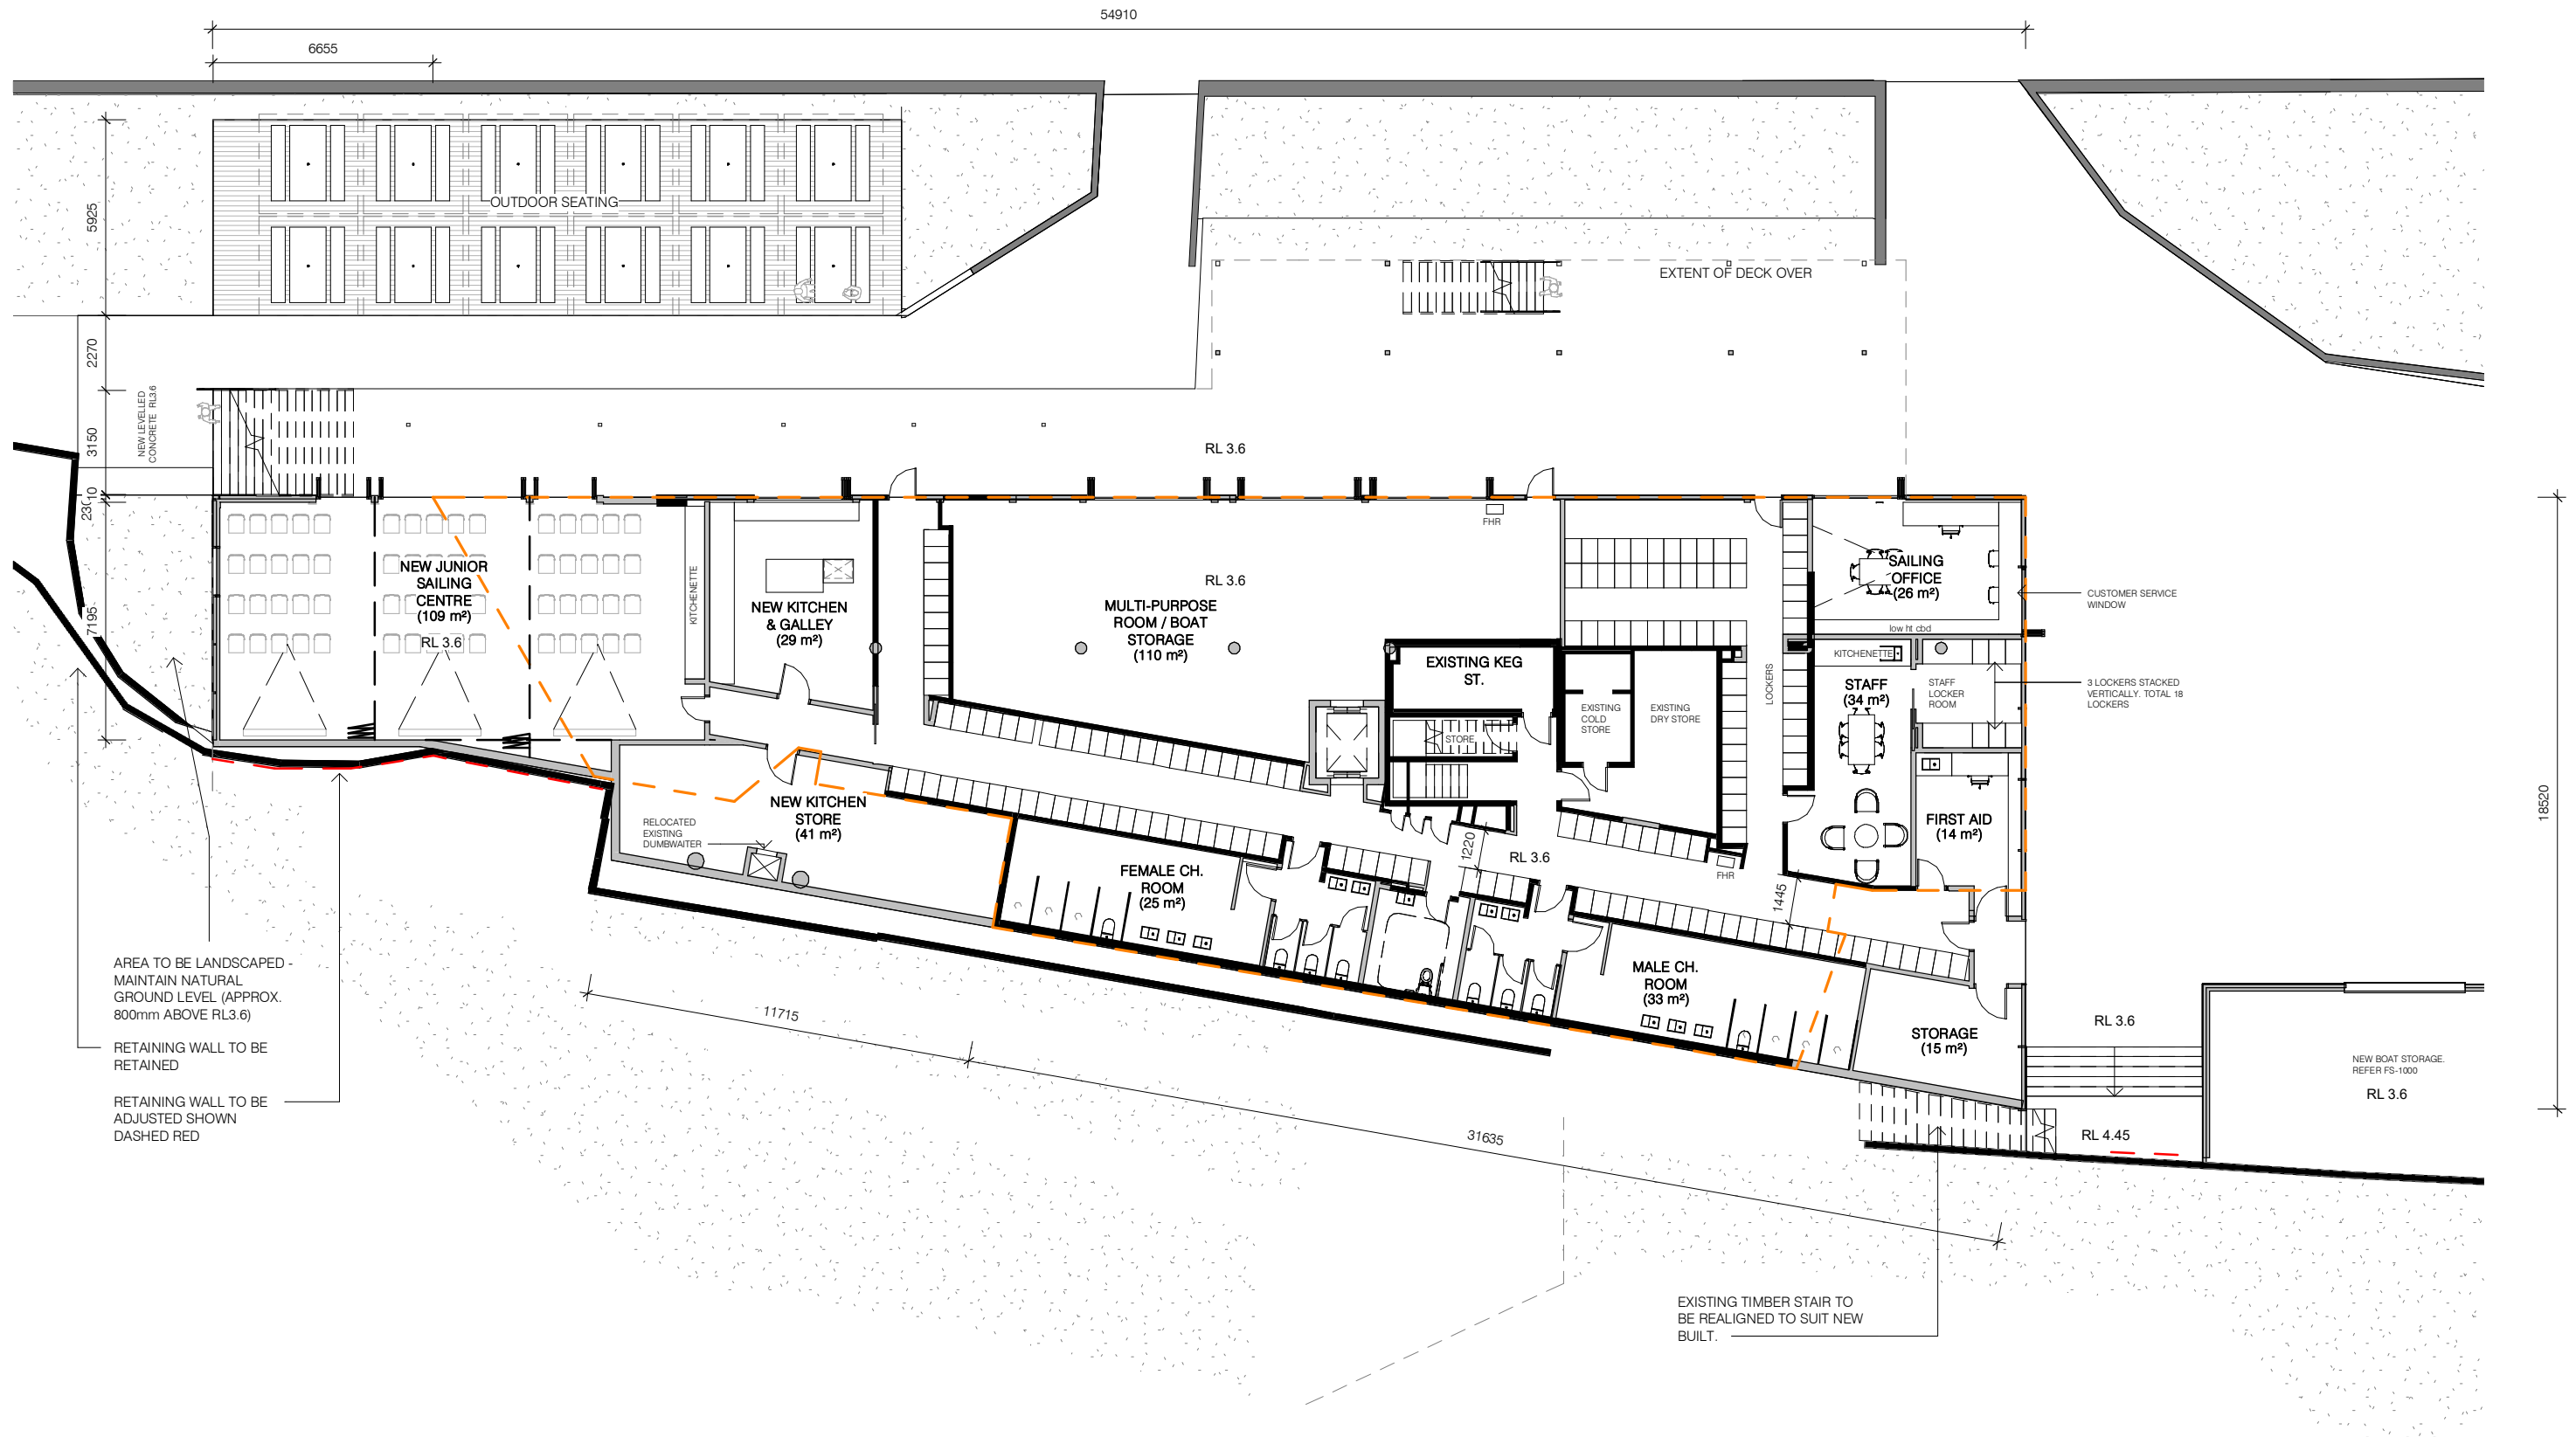 54910
6655
OUTDOOR SEATING
5925
EXTENT OF DECK OVER
2270
NEW LEVELLED
CONCRETE RL3.6
3150
RL 3.6
10
FHR
NEW JUNIOR
SAILING
CENTRE
(109 m²)
RL 3.6
KITCHENETTE
NEW KITCHEN
& GALLEY
(29 m²)
RL 3.6
MULTI-PURPOSE
ROOM / BOAT
STORAGE
(110 m²)
SAILING
OFFICE
(26 m²)
CUSTOMER SERVICE
WINDOW
low ht cbd
7195
EXISTING KEG
ST.
STORE
EXISTING
COLD
STORE
EXISTING
DRY STORE
LOCKERS
KITCHENETTE
STAFF
(34 m²)
STAFF
LOCKER
ROOM
3 LOCKERS STACKED
VERTICALLY. TOTAL 18
LOCKERS
18520
NEW KITCHEN
STORE
(41 m²)
RELOCATED
EXISTING
DUMBWAITER
FIRST AID
(14 m²)
1220
RL 3.6
FHR
FEMALE CH.
ROOM
(25 m²)
1445
AREA TO BE LANDSCAPED -
MAINTAIN NATURAL
GROUND LEVEL (APPROX.
800mm ABOVE RL3.6)
MALE CH.
ROOM
(33 m²)
11715
STORAGE
(15 m²)
RL 3.6
RETAINING WALL TO BE
RETAINED
NEW BOAT STORAGE.
REFER FS-1000
RL 3.6
RETAINING WALL TO BE
ADJUSTED SHOWN
DASHED RED
31635
RL 4.45
EXISTING TIMBER STAIR TO
BE REALIGNED TO SUIT NEW
BUILT.